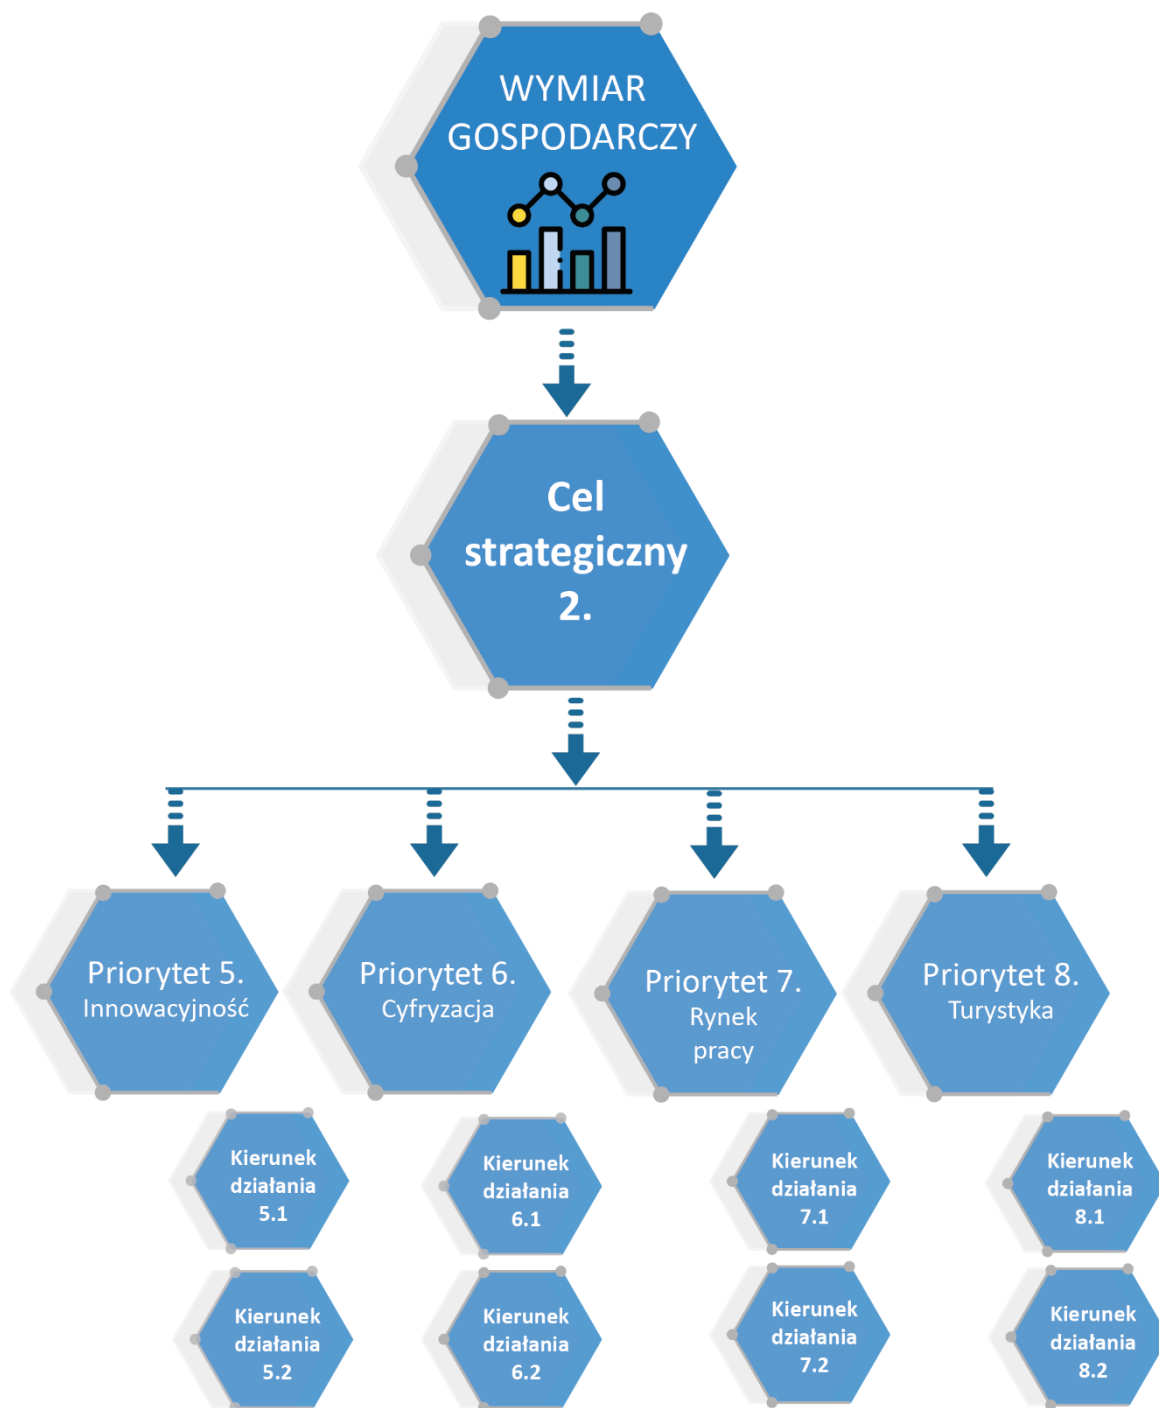 WYMIAR
GOSPODARCZY
Cel
strategiczny
2.
Priorytet 5.
Innowacyjność
Priorytet 6.
Cyfryzacja
Priorytet 7.
Rynek
pracy
Priorytet 8.
Turystyka
Kierunek
działania
5.1
Kierunek
działania
6.1
Kierunek
działania
7.1
Kierunek
działania
8.1
Kierunek
działania
5.2
Kierunek
działania
6.2
Kierunek
działania
7.2
Kierunek
działania
8.2